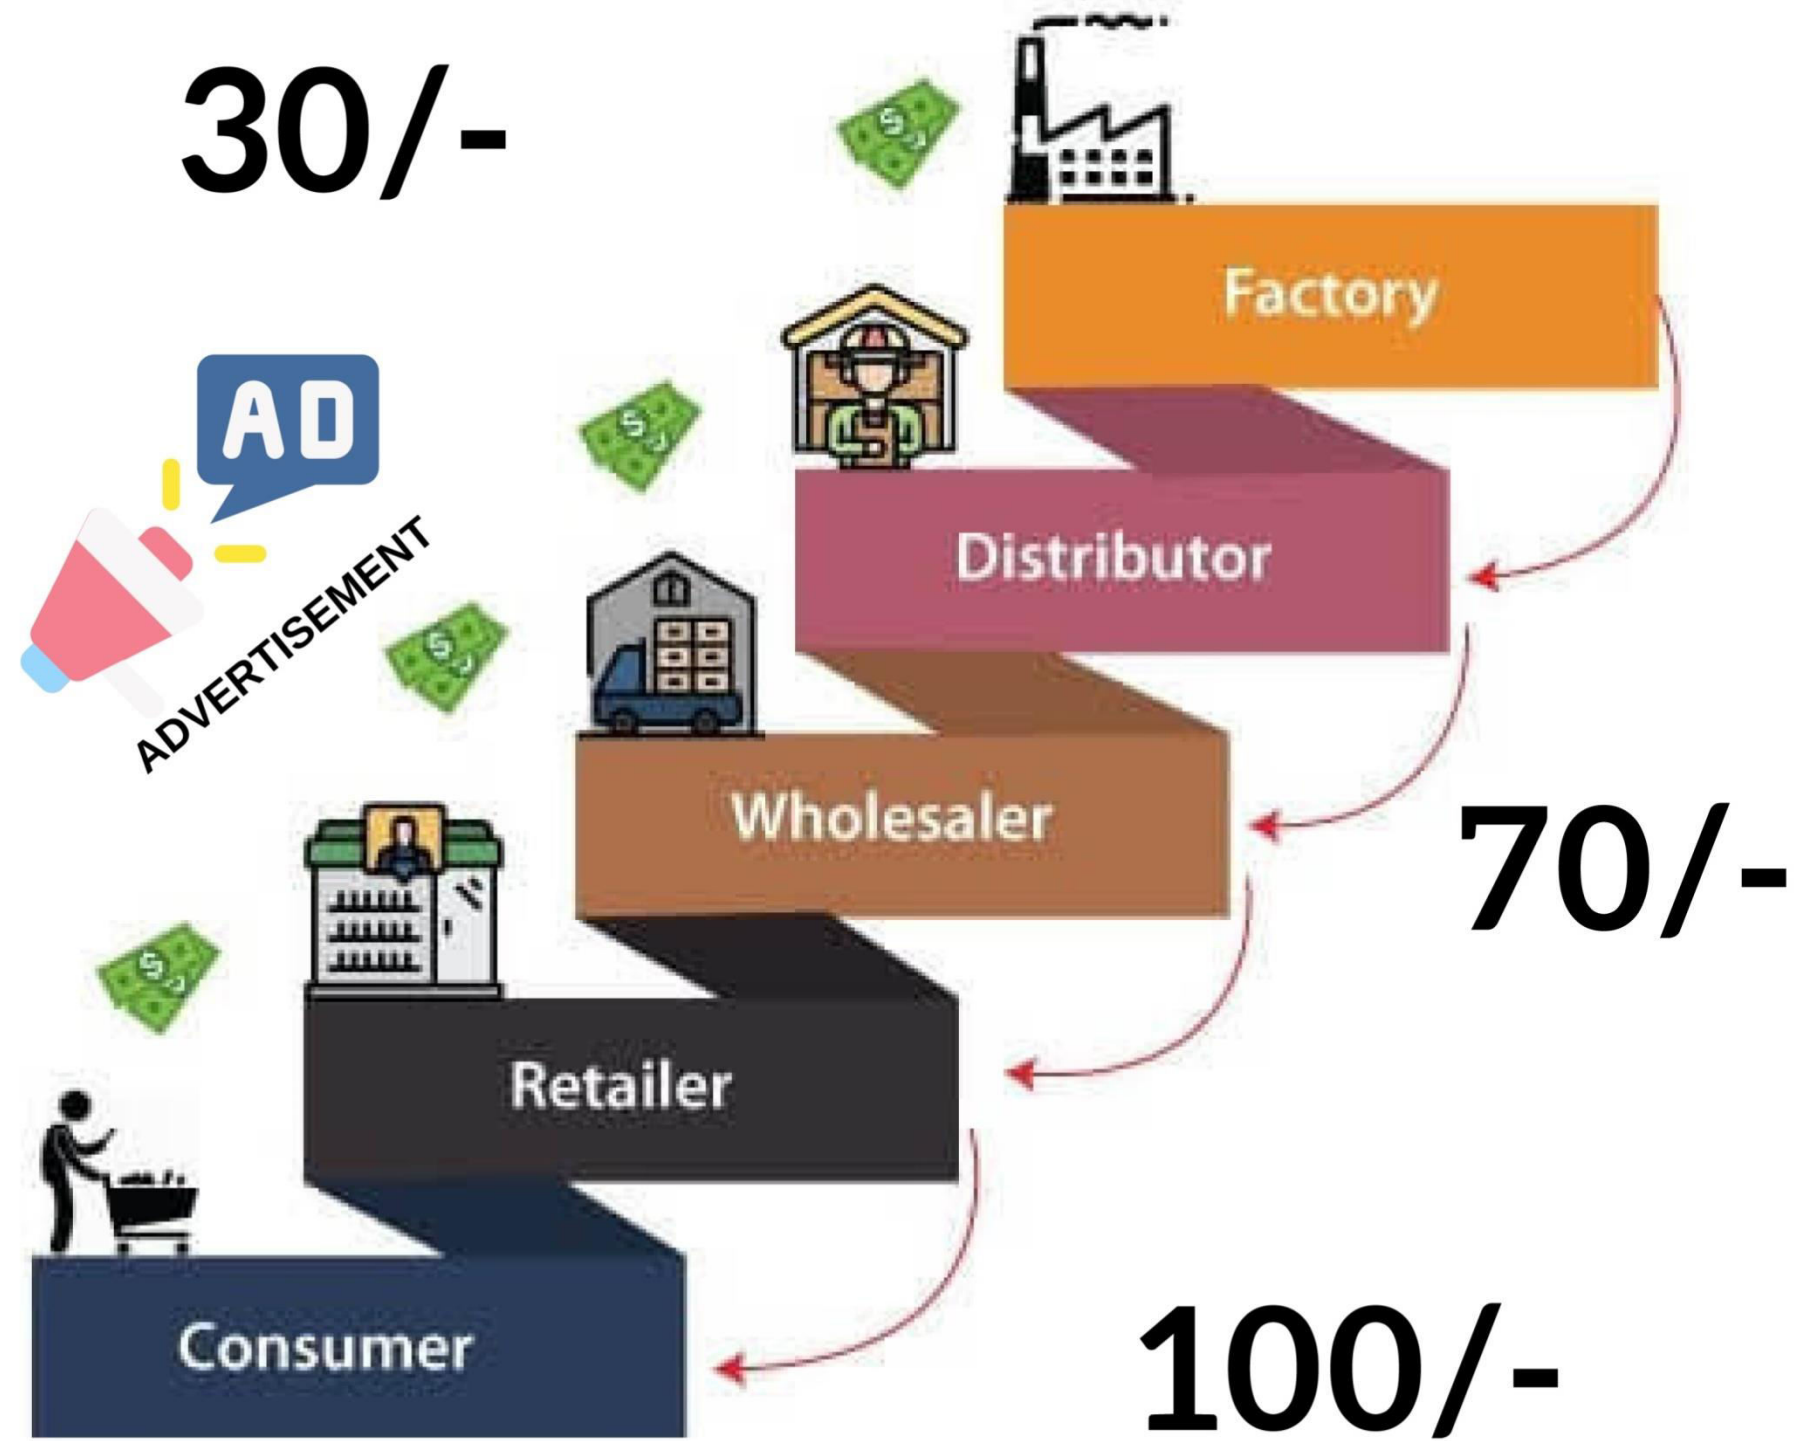 30/-
Factory
AD
ADVERTISEMENT
Distributor
Wholesaler
70/-
Retailer
Consumer
100/-